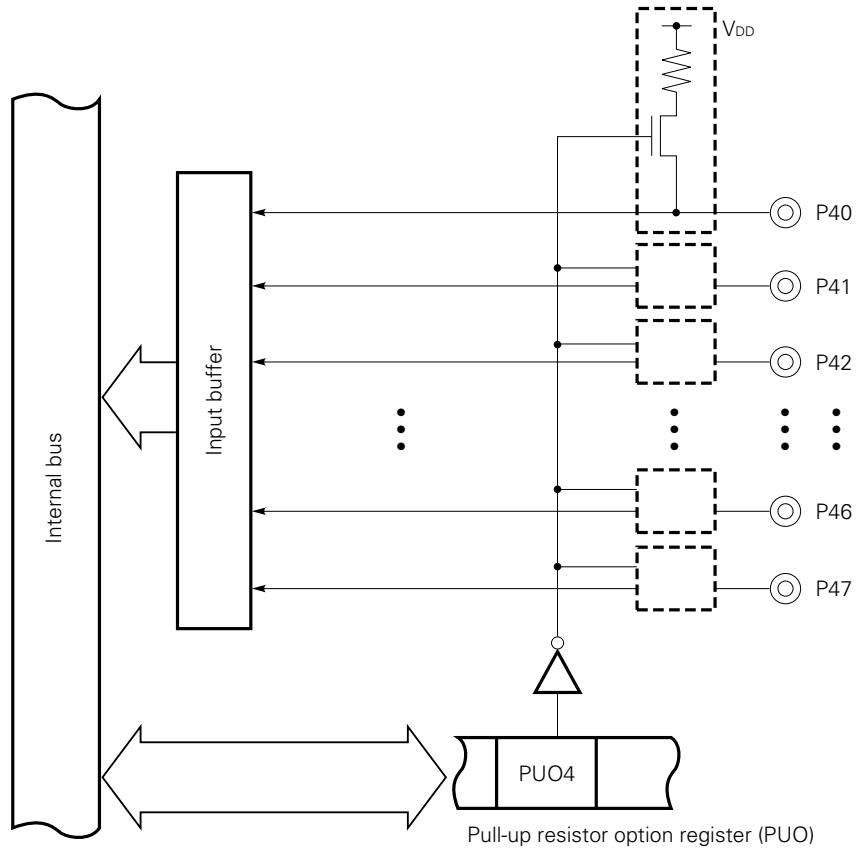 VDD
P40
P41
P42
Input buffer
Internal bus
P46
P47
PUO4
Pull-up resistor option register (PUO)